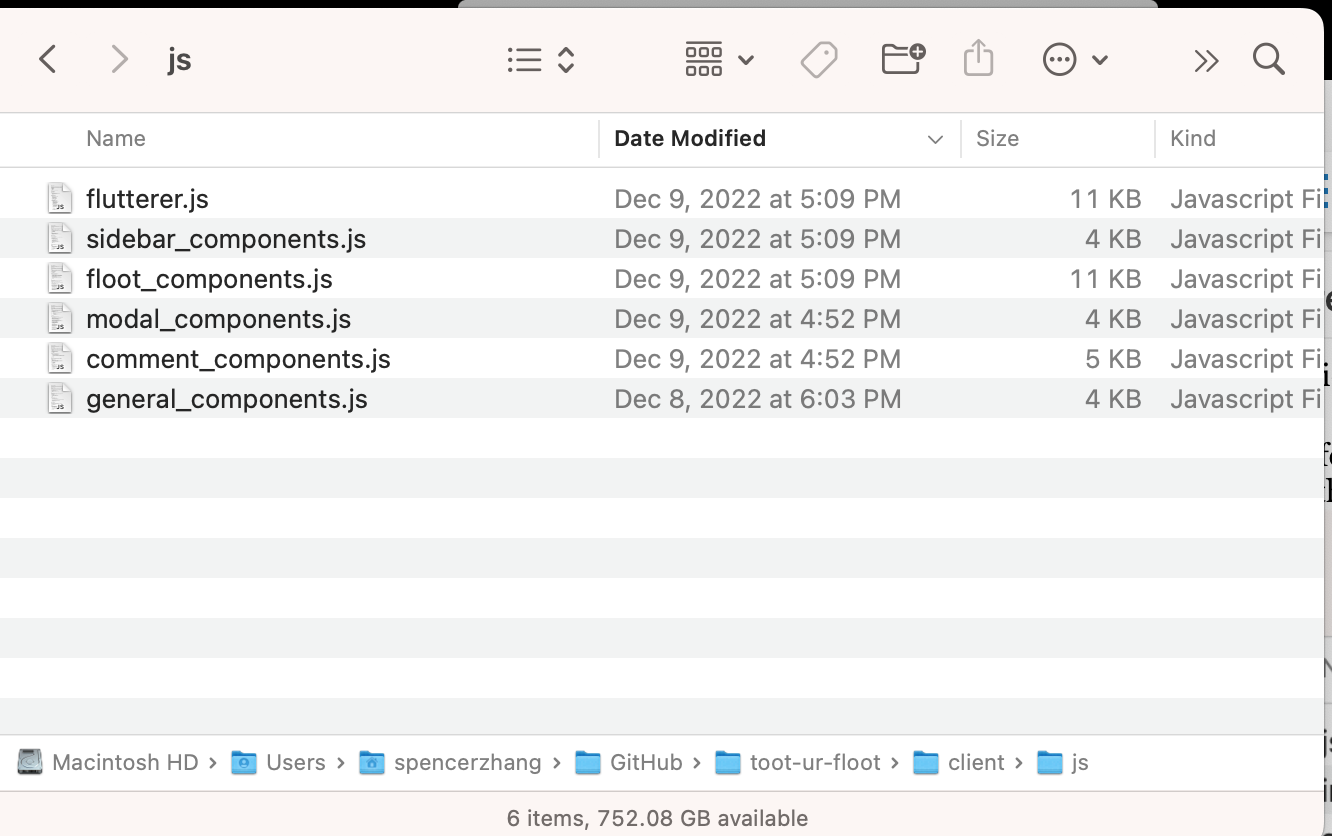 js
Name Date Modified Size Kind
flutterer.js Dec 9, 2022 at 5:09 PM 11 KB Javascript Fi
sidebar_components.js Dec 9, 2022 at 5:09 PM 4 KB Javascript Fi
floot_components.js Dec 9, 2022 at 5:09 PM 11 KB Javascript Fi
modal_components.js Dec 9, 2022 at 4:52 PM 4 KB Javascript Fi
comment_components.js Dec 9, 2022 at 4:52 PM 5 KB Javascript Fi
general_components.js Dec 8, 2022 at 6:03 PM 4 KB Javascript Fi
Macintosh HD › Users › spencerzhang › GitHub › toot-ur-floot › client › js
6 items, 752.08 GB available